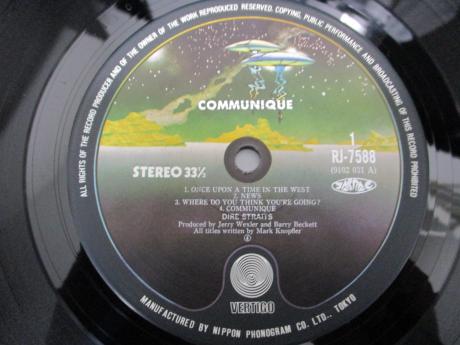 ALL RIGHTS OF THE RECORD PRODUCER AND OF THE OWNER OF THE WORK REPRODUCED RESERVED. COPYING, PUBLIC PERFORMANCE AND BROADCASTING OF THIS RECORD PROHIBITED
COMMUNIQUE
1
STEREO 33⅓
RJ-7588
(9102 031 A)
1. ONCE UPON A TIME IN THE WEST
2. NEWS
3. WHERE DO YOU THINK YOU'RE GOING?
4. COMMUNIQUE
DIRE STRAITS
Produced by Jerry Wexler and Barry Beckett
All titles written by Mark Knopfler
VERTIGO
MANUFACTURED BY NIPPON PHONOGRAM CO. LTD., TOKYO